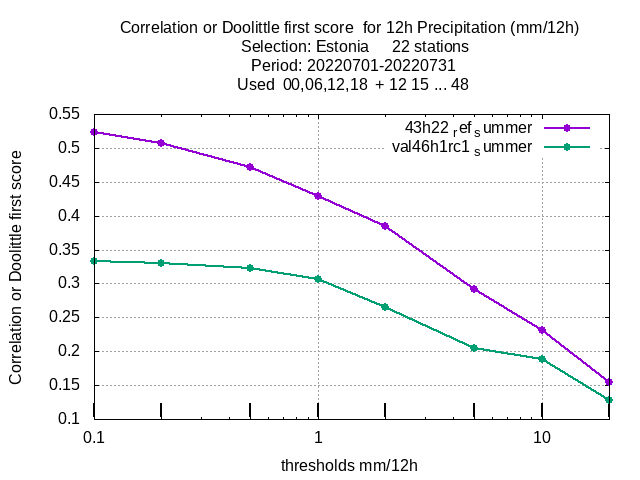 Correlation or Doolittle first score  for 12h Precipitation (mm/12h)
Selection: Estonia     22 stations
Period: 20220701-20220731
Used  00,06,12,18  + 12 15 ... 48
43h22 ref summer
val46h1rc1 summer
Correlation or Doolittle first score
0.55
0.5
0.45
0.4
0.35
0.3
0.25
0.2
0.15
0.1
0.1
1
10
thresholds mm/12h